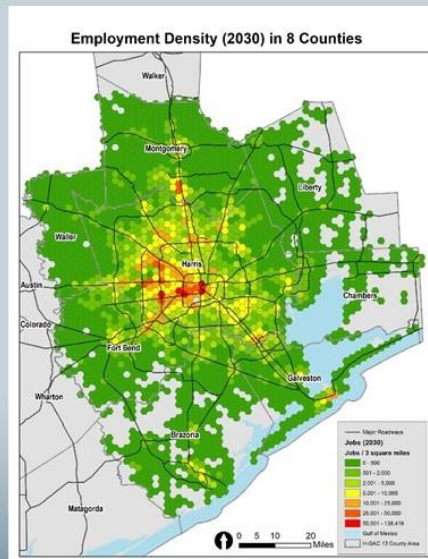 Employment Density (2030) in 8 Counties
Walker
Montgomery
Liberty
Waller
Harris
Austin
Chambers
Colorado
Fort Bend
Wharton
Galveston
Brazoria
Matagorda
Major Roadways
Jobs (2030)
Jobs / 3 square miles
0 - 500
501 - 2,000
2,001 - 5,000
5,001 - 10,000
10,001 - 25,000
25,001 - 50,000
50,001 - 138,418
Gulf of Mexico
H-GAC 13 County Area
0 5 10 20
Miles